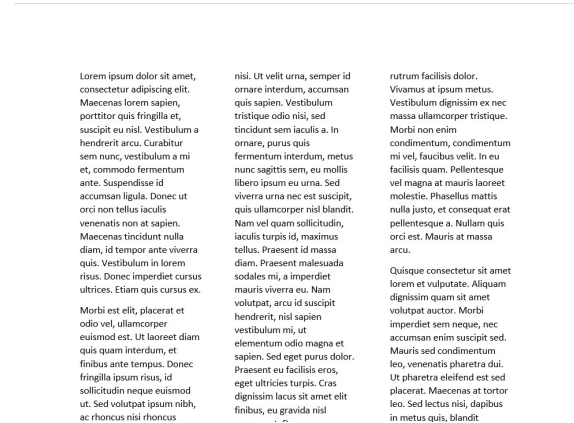 Lorem ipsum dolor sit amet,
consectetur adipiscing elit.
Maecenas lorem sapien,
porttitor quis fringilla et,
suscipit eu nisl. Vestibulum a
hendrerit arcu. Curabitur
sem nunc, vestibulum a mi
et, commodo fermentum
ante. Suspendisse id
accumsan ligula. Donec ut
orci non tellus iaculis
venenatis non at sapien.
Maecenas tincidunt nulla
diam, id tempor ante viverra
quis. Vestibulum in lorem
risus. Donec imperdiet cursus
ultrices. Etiam quis cursus ex.
Morbi est elit, placerat et
odio vel, ullamcorper
euismod est. Ut laoreet diam
quis quam interdum, et
finibus ante tempus. Donec
fringilla ipsum risus, id
sollicitudin neque euismod
ut. Sed volutpat ipsum nibh,
ac rhoncus nisi rhoncus
nisi. Ut velit urna, semper id
ornare interdum, accumsan
quis sapien. Vestibulum
tristique odio nisi, sed
tincidunt sem iaculis a. In
ornare, purus quis
fermentum interdum, metus
nunc sagittis sem, eu mollis
libero ipsum eu urna. Sed
viverra urna nec est suscipit,
quis ullamcorper nisl blandit.
Nam vel quam sollicitudin,
iaculis turpis id, maximus
tellus. Praesent id massa
diam. Praesent malesuada
sodales mi, a imperdiet
mauris viverra eu. Nam
volutpat, arcu id suscipit
hendrerit, nisl sapien
vestibulum mi, ut
elementum odio magna et
sapien. Sed eget purus dolor.
Praesent eu facilisis eros,
eget ultricies turpis. Cras
dignissim lacus sit amet elit
finibus, eu gravida nisl
rutrum facilisis dolor.
Vivamus at ipsum metus.
Vestibulum dignissim ex nec
massa ullamcorper tristique.
Morbi non enim
condimentum, condimentum
mi vel, faucibus velit. In eu
facilisis quam. Pellentesque
vel magna at mauris laoreet
molestie. Phasellus mattis
nulla justo, et consequat erat
pellentesque a. Nullam quis
orci est. Mauris at massa
arcu.
Quisque consectetur sit amet
lorem et vulputate. Aliquam
dignissim quam sit amet
volutpat auctor. Morbi
imperdiet sem neque, nec
accumsan enim suscipit sed.
Mauris sed condimentum
leo, venenatis pharetra dui.
Ut pharetra eleifend est sed
placerat. Maecenas at tortor
leo. Sed lectus nisi, dapibus
in metus quis, blandit